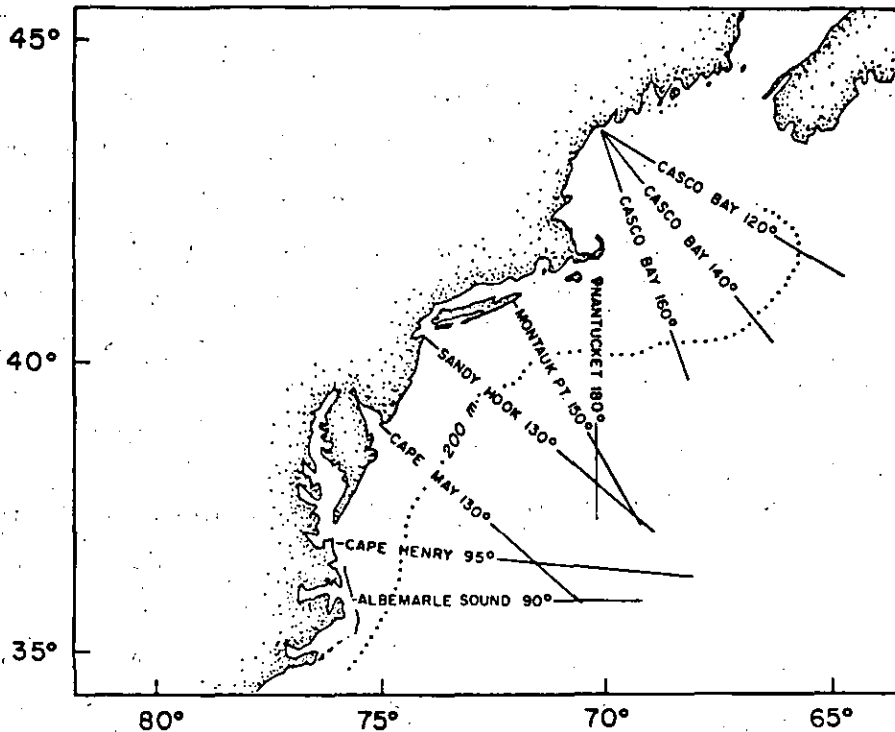 45°
40°
35°
80°
75°
70°
65°
CASCO BAY 120°
CASCO BAY 140°
CASCO BAY 160°
NANTUCKET 180°
MONTAUK PT. 150°
SANDY HOOK 130°
200 m
CAPE MAY 130°
CAPE HENRY 95°
ALBEMARLE SOUND 90°